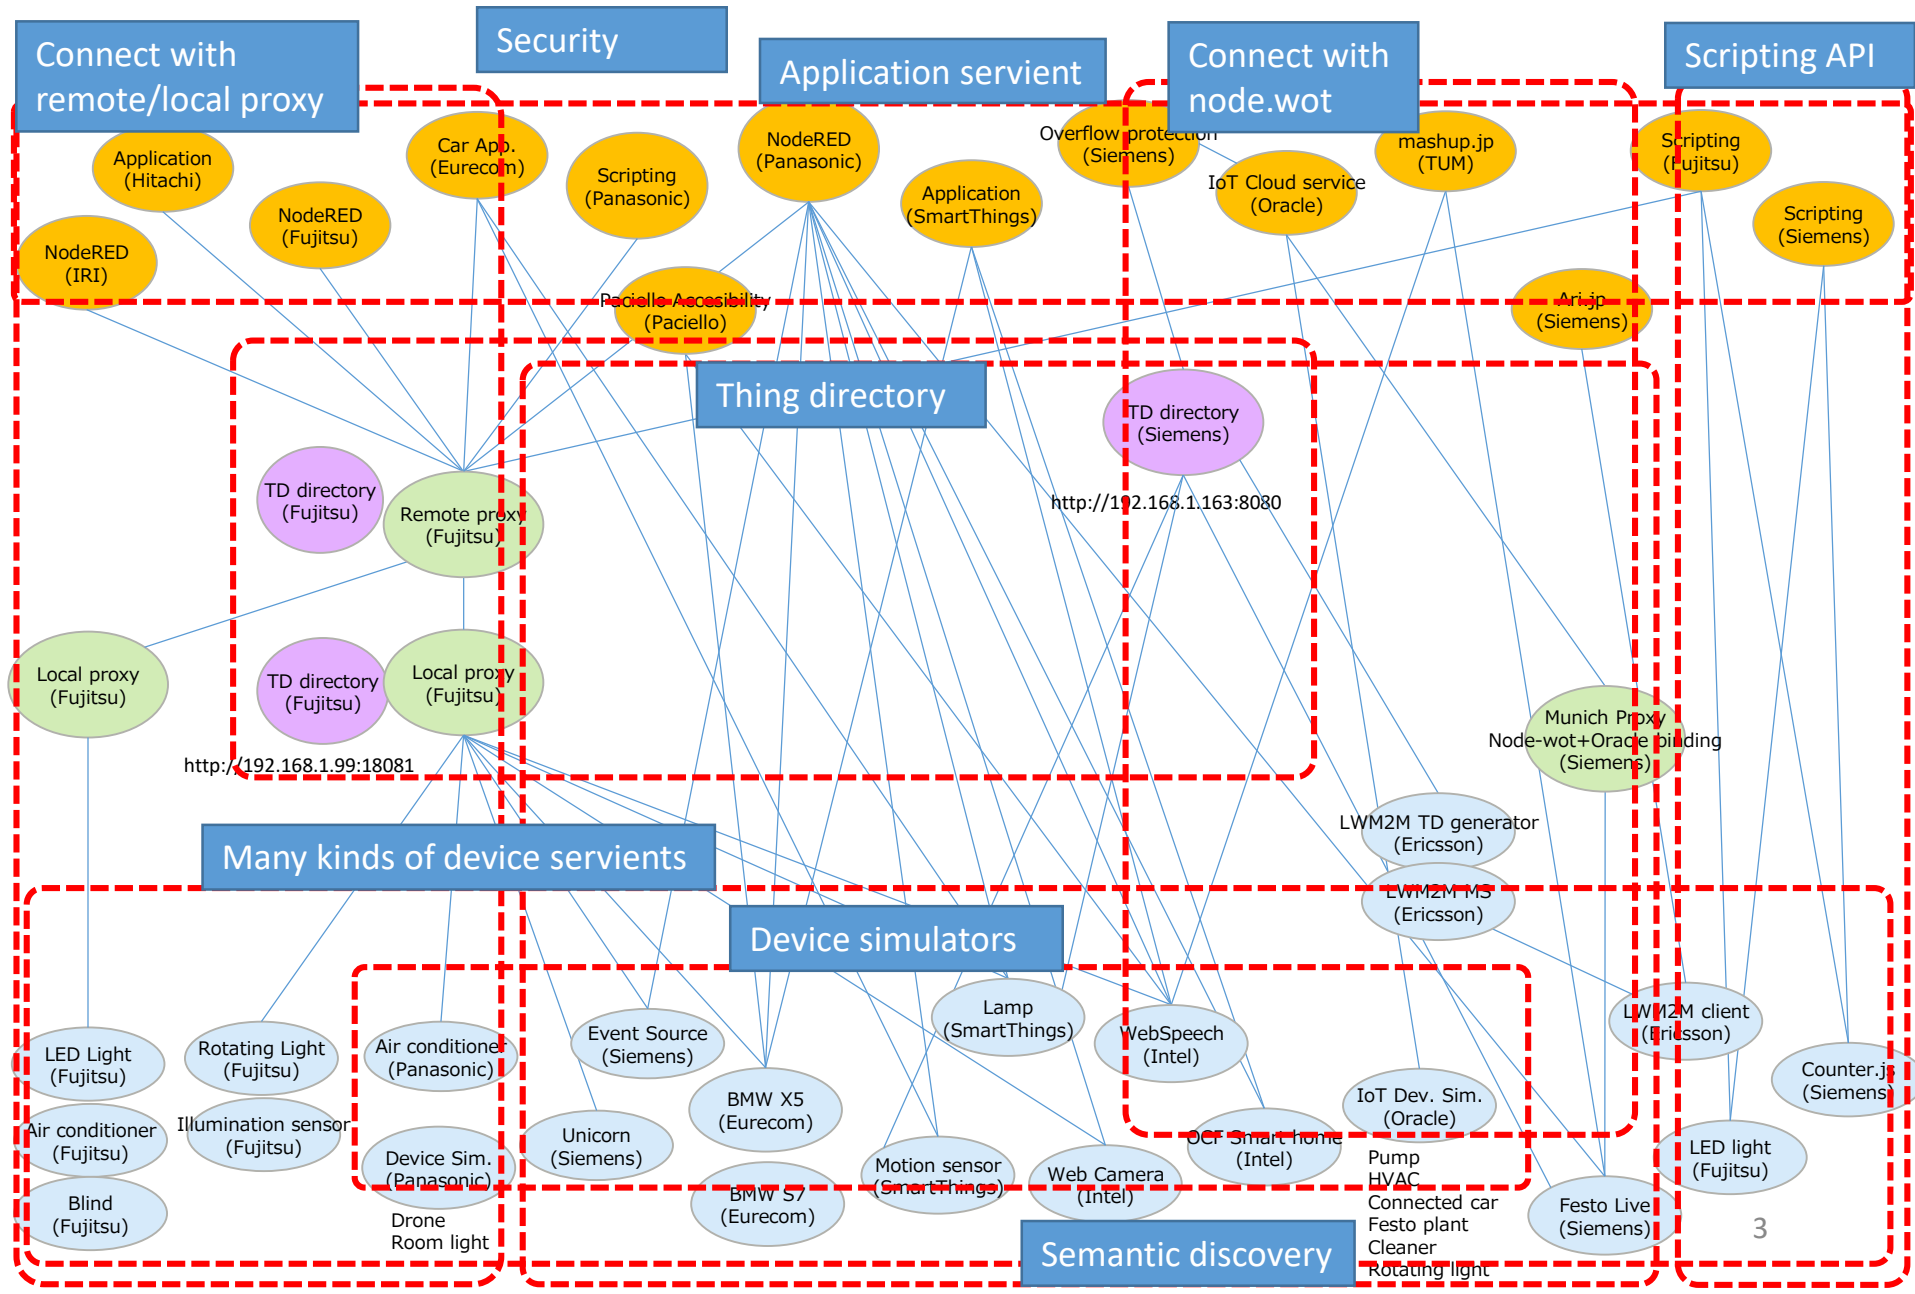 Connect with
remote/local proxy
Security
Application servient
Connect with
node.wot
Scripting API
Application
(Hitachi)
Car App.
(Eurecom)
NodeRED
(Panasonic)
Overflow protection
(Siemens)
mashup.jp
(TUM)
Scripting
(Fujitsu)
Scripting
(Panasonic)
Application
(SmartThings)
IoT Cloud service
(Oracle)
NodeRED
(Fujitsu)
Scripting
(Siemens)
NodeRED
(IRI)
Paciello Accesibility
(Paciello)
Ari.jp
(Siemens)
Thing directory
TD directory
(Siemens)
http://192.168.1.163:8080
TD directory
(Fujitsu)
Remote proxy
(Fujitsu)
Local proxy
(Fujitsu)
TD directory
(Fujitsu)
Local proxy
(Fujitsu)
http://192.168.1.99:18081
Munich Proxy
Node-wot+Oracle binding
(Siemens)
LWM2M TD generator
(Ericsson)
LWM2M MS
(Ericsson)
Many kinds of device servients
Device simulators
LED Light
(Fujitsu)
Rotating Light
(Fujitsu)
Air conditioner
(Panasonic)
Event Source
(Siemens)
Lamp
(SmartThings)
WebSpeech
(Intel)
LWM2M client
(Ericsson)
Counter.js
(Siemens)
BMW X5
(Eurecom)
IoT Dev. Sim.
(Oracle)
Air conditioner
(Fujitsu)
Illumination sensor
(Fujitsu)
Device Sim.
(Panasonic)
Unicorn
(Siemens)
Motion sensor
(SmartThings)
Web Camera
(Intel)
OCF Smart home
(Intel)
LED light
(Fujitsu)
Blind
(Fujitsu)
BMW S7
(Eurecom)
Festo Live
(Siemens)
Drone
Room light
Pump
HVAC
Connected car
Festo plant
Cleaner
Rotating light
Semantic discovery
3